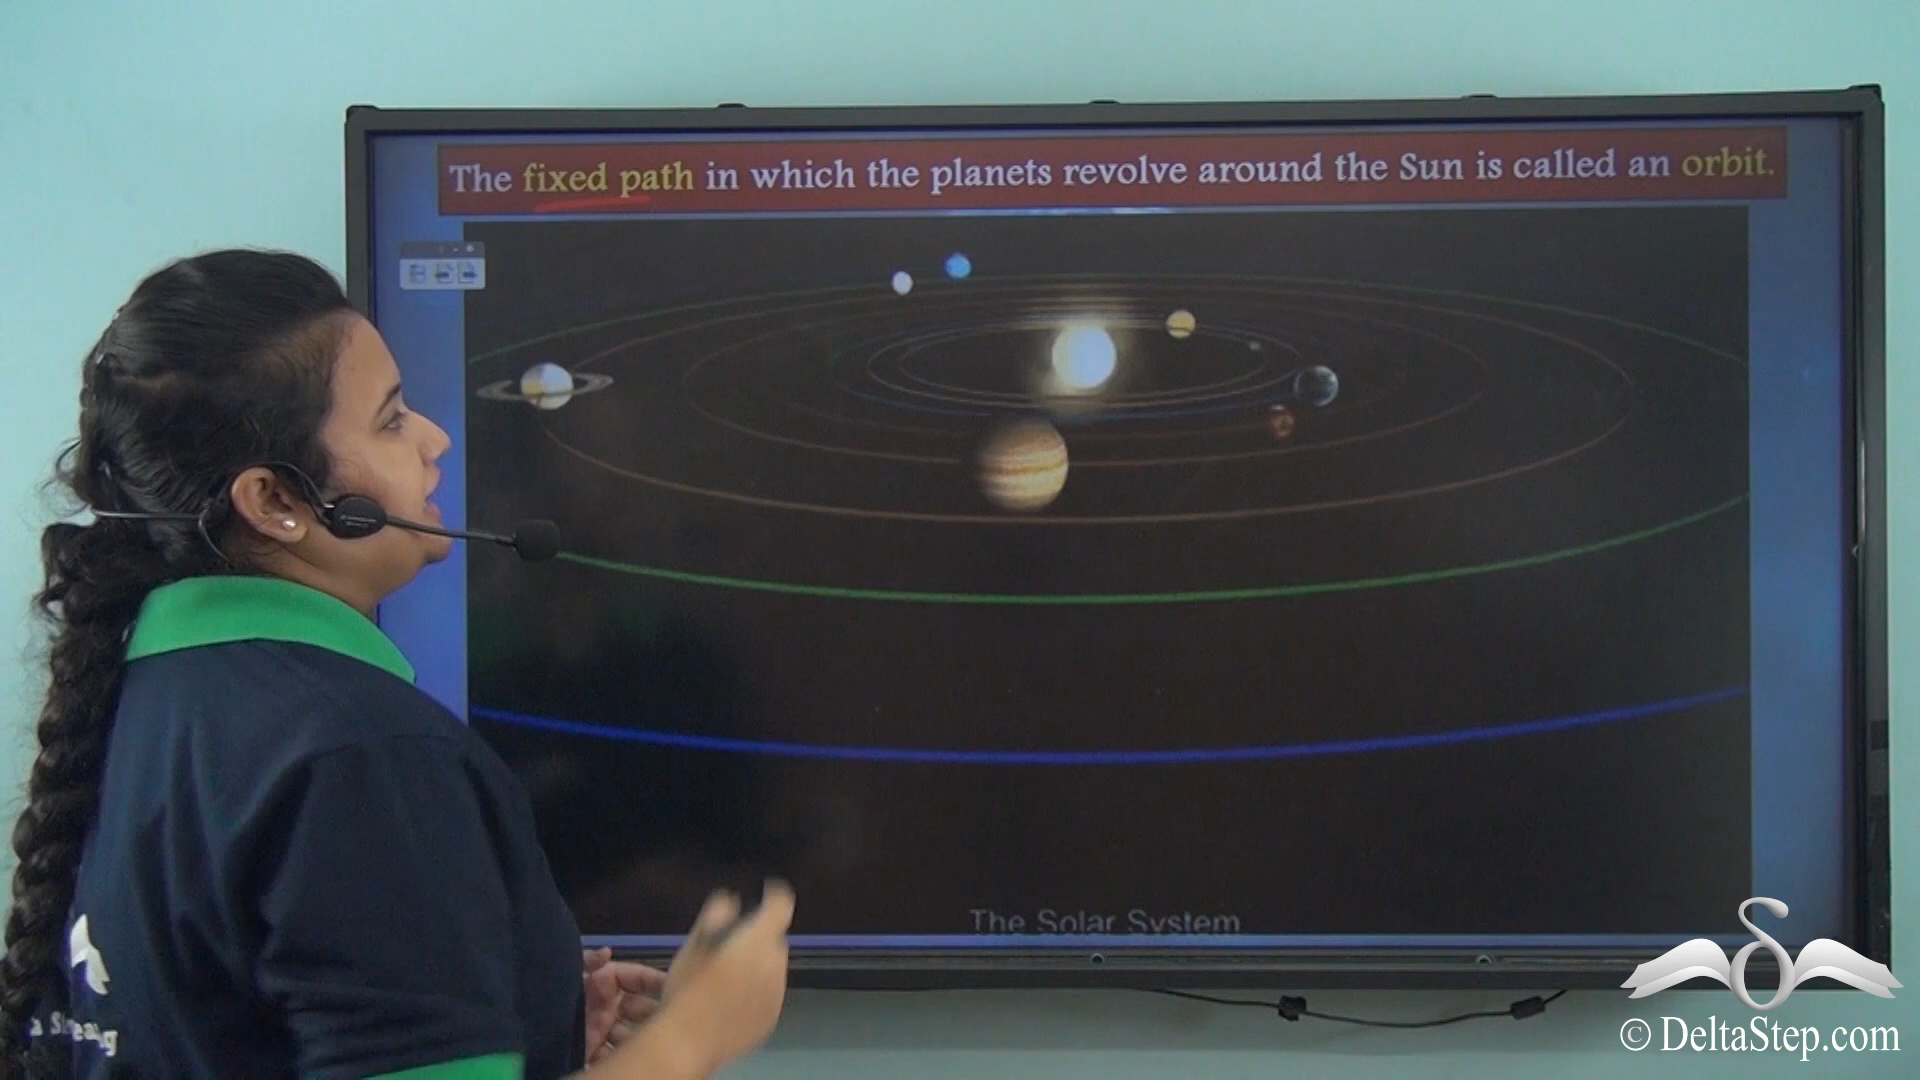 The fixed path in which the planets revolve around the Sun is called an orbit.
The Solar System
© DeltaStep.com